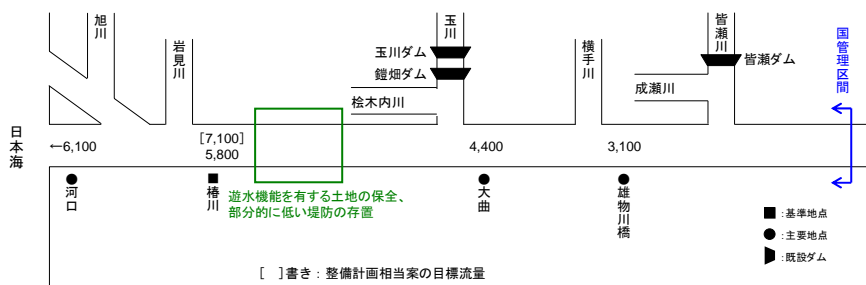 旭川
岩見川
玉川
玉川ダム
鎧畑ダム
桧木内川
横手川
皆瀬川
皆瀬ダム
成瀬川
国管理区間
日本海
←6,100
[7,100]
5,800
4,400
3,100
河口
椿川
遊水機能を有する土地の保全、
部分的に低い堤防の存置
大曲
雄物川橋
■:基準地点
●:主要地点
:既設ダム
[ ]書き:整備計画相当案の目標流量